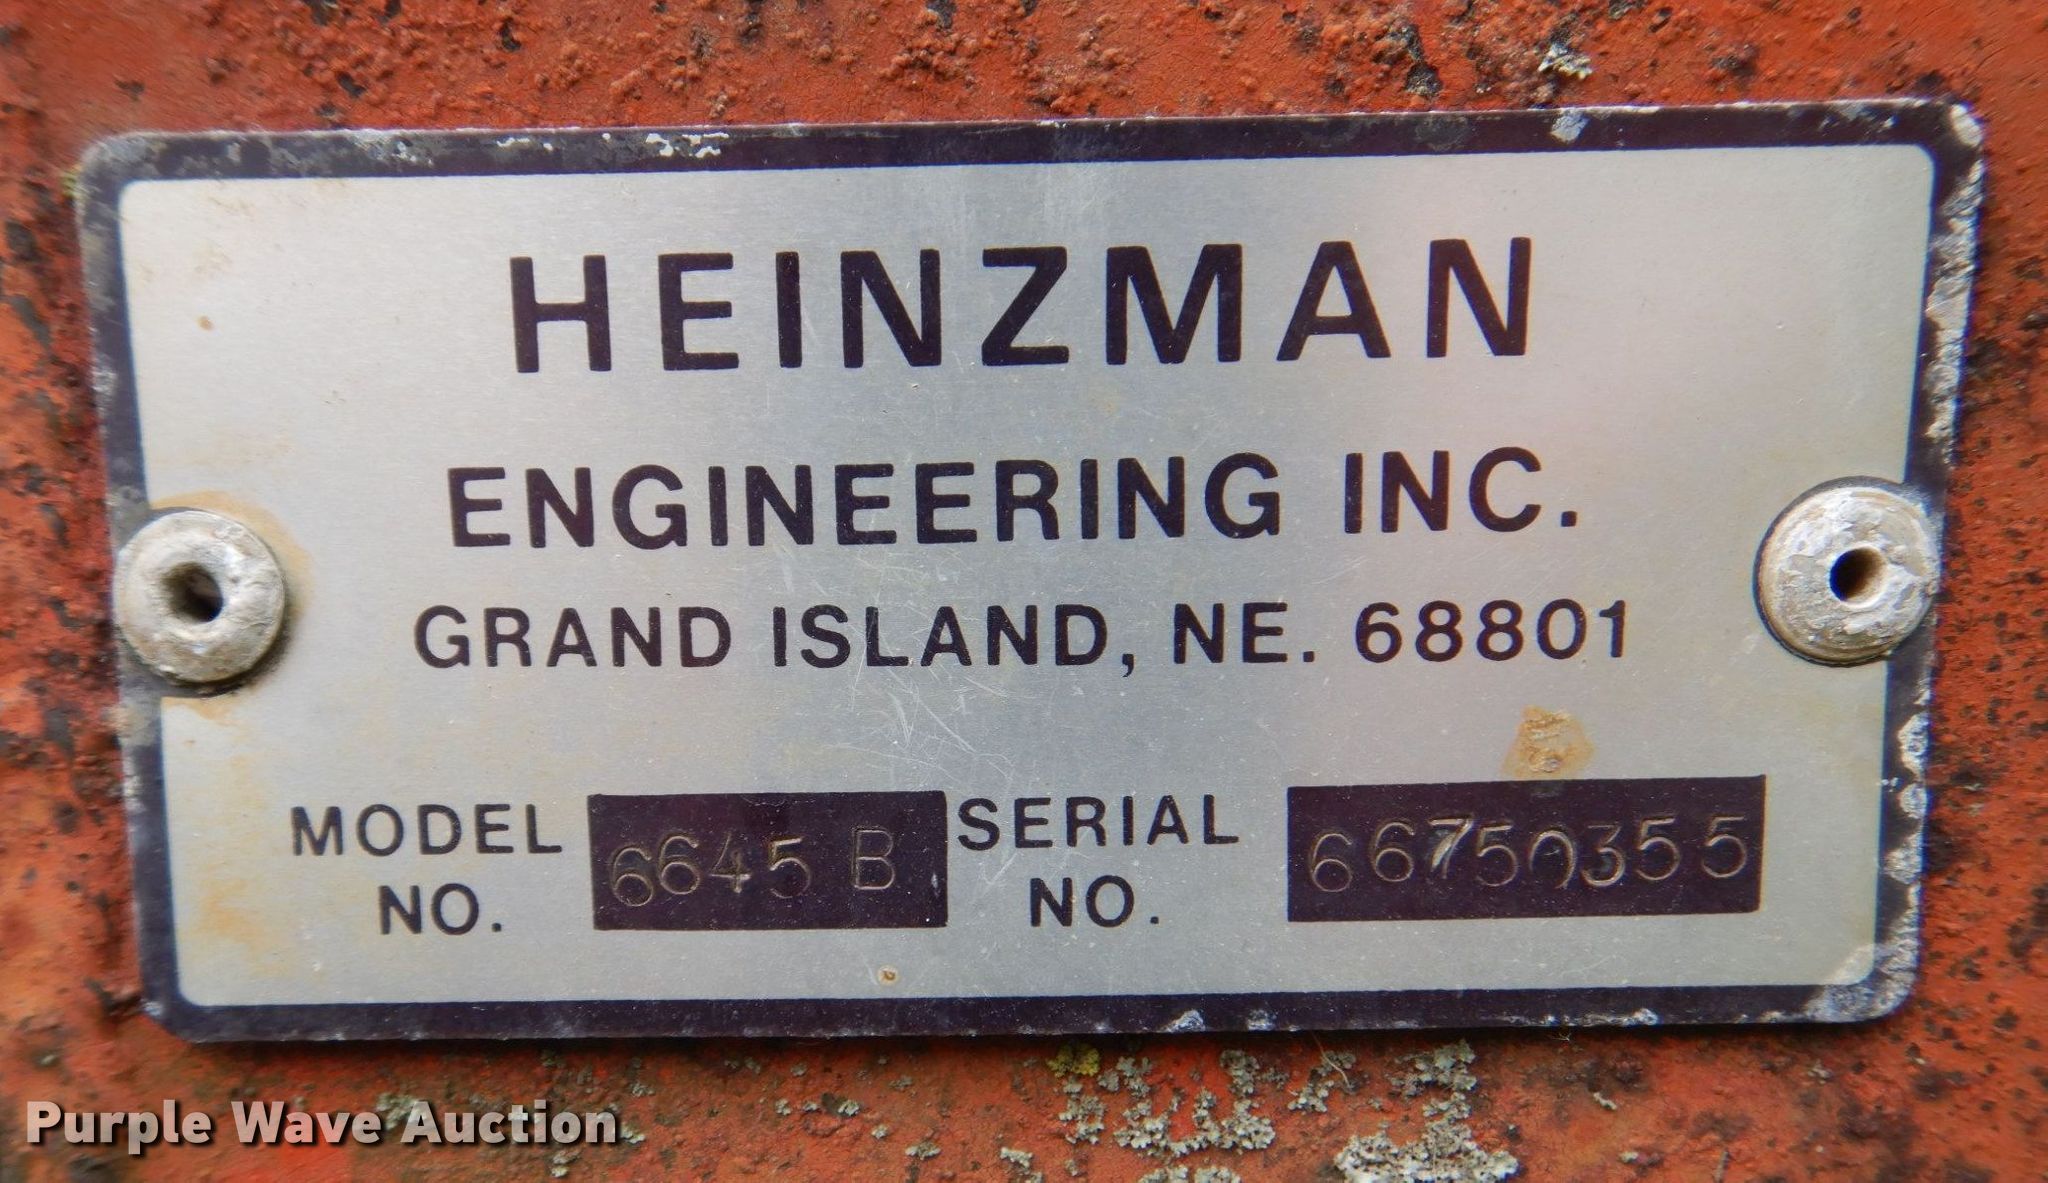 HEINZMAN
ENGINEERING INC.
GRAND ISLAND, NE. 68801
MODEL NO. 6645 B
SERIAL NO. 66750355
Purple Wave Auction